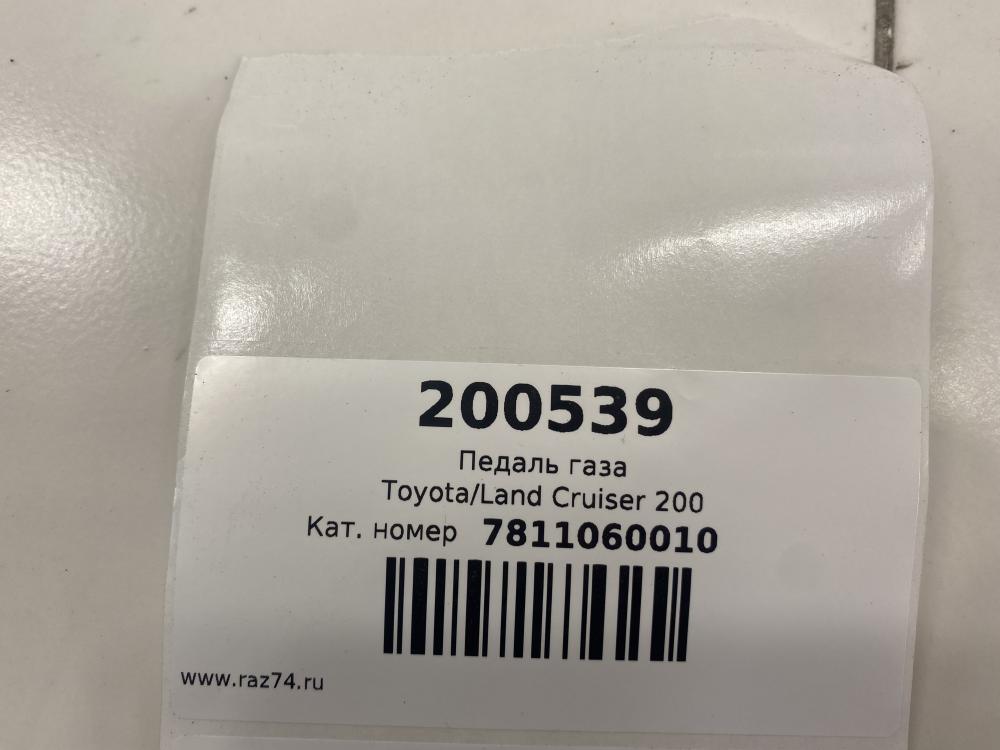 200539
Педаль газа
Toyota/Land Cruiser 200
Кат. номер 7811060010
www.raz74.ru